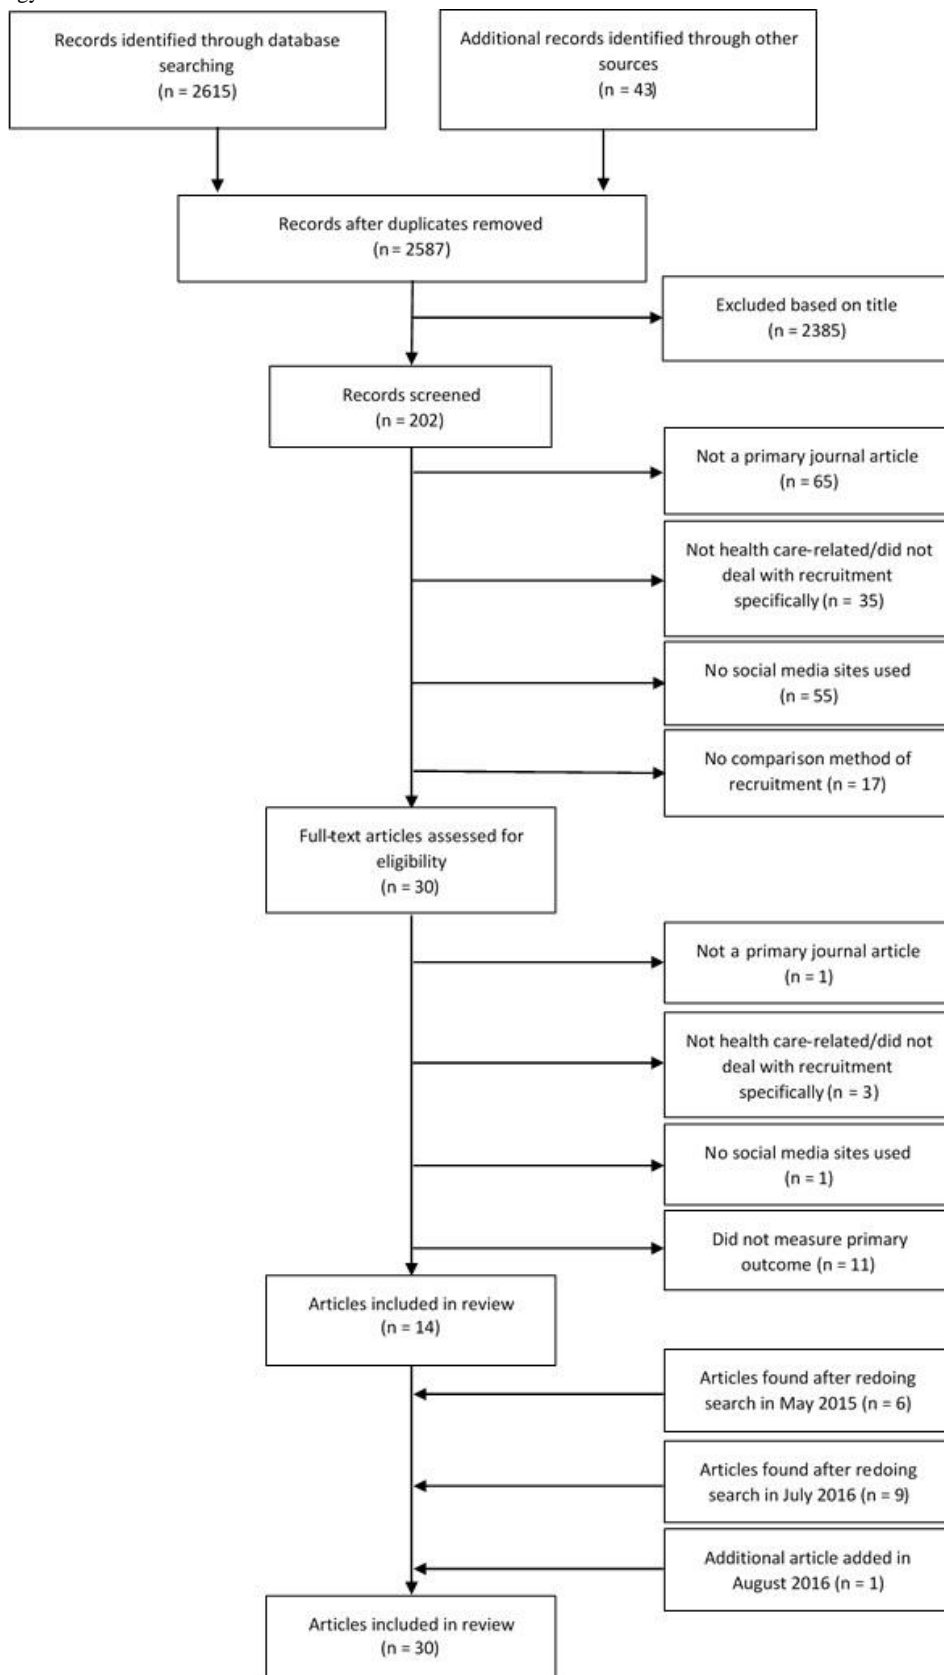 gy
Records identified through database
searching
(n = 2615)
Additional records identified through other
sources
(n = 43)
Records after duplicates removed
(n = 2587)
Excluded based on title
(n = 2385)
Records screened
(n = 202)
Not a primary journal article
(n = 65)
Not health care-related/did not
deal with recruitment
specifically (n = 35)
No social media sites used
(n = 55)
No comparison method of
recruitment (n = 17)
Full-text articles assessed for
eligibility
(n = 30)
Not a primary journal article
(n = 1)
Not health care-related/did not
deal with recruitment
specifically (n = 3)
No social media sites used
(n = 1)
Did not measure primary
outcome (n = 11)
Articles included in review
(n = 14)
Articles found after redoing
search in May 2015 (n = 6)
Articles found after redoing
search in July 2016 (n = 9)
Additional article added in
August 2016 (n = 1)
Articles included in review
(n = 30)